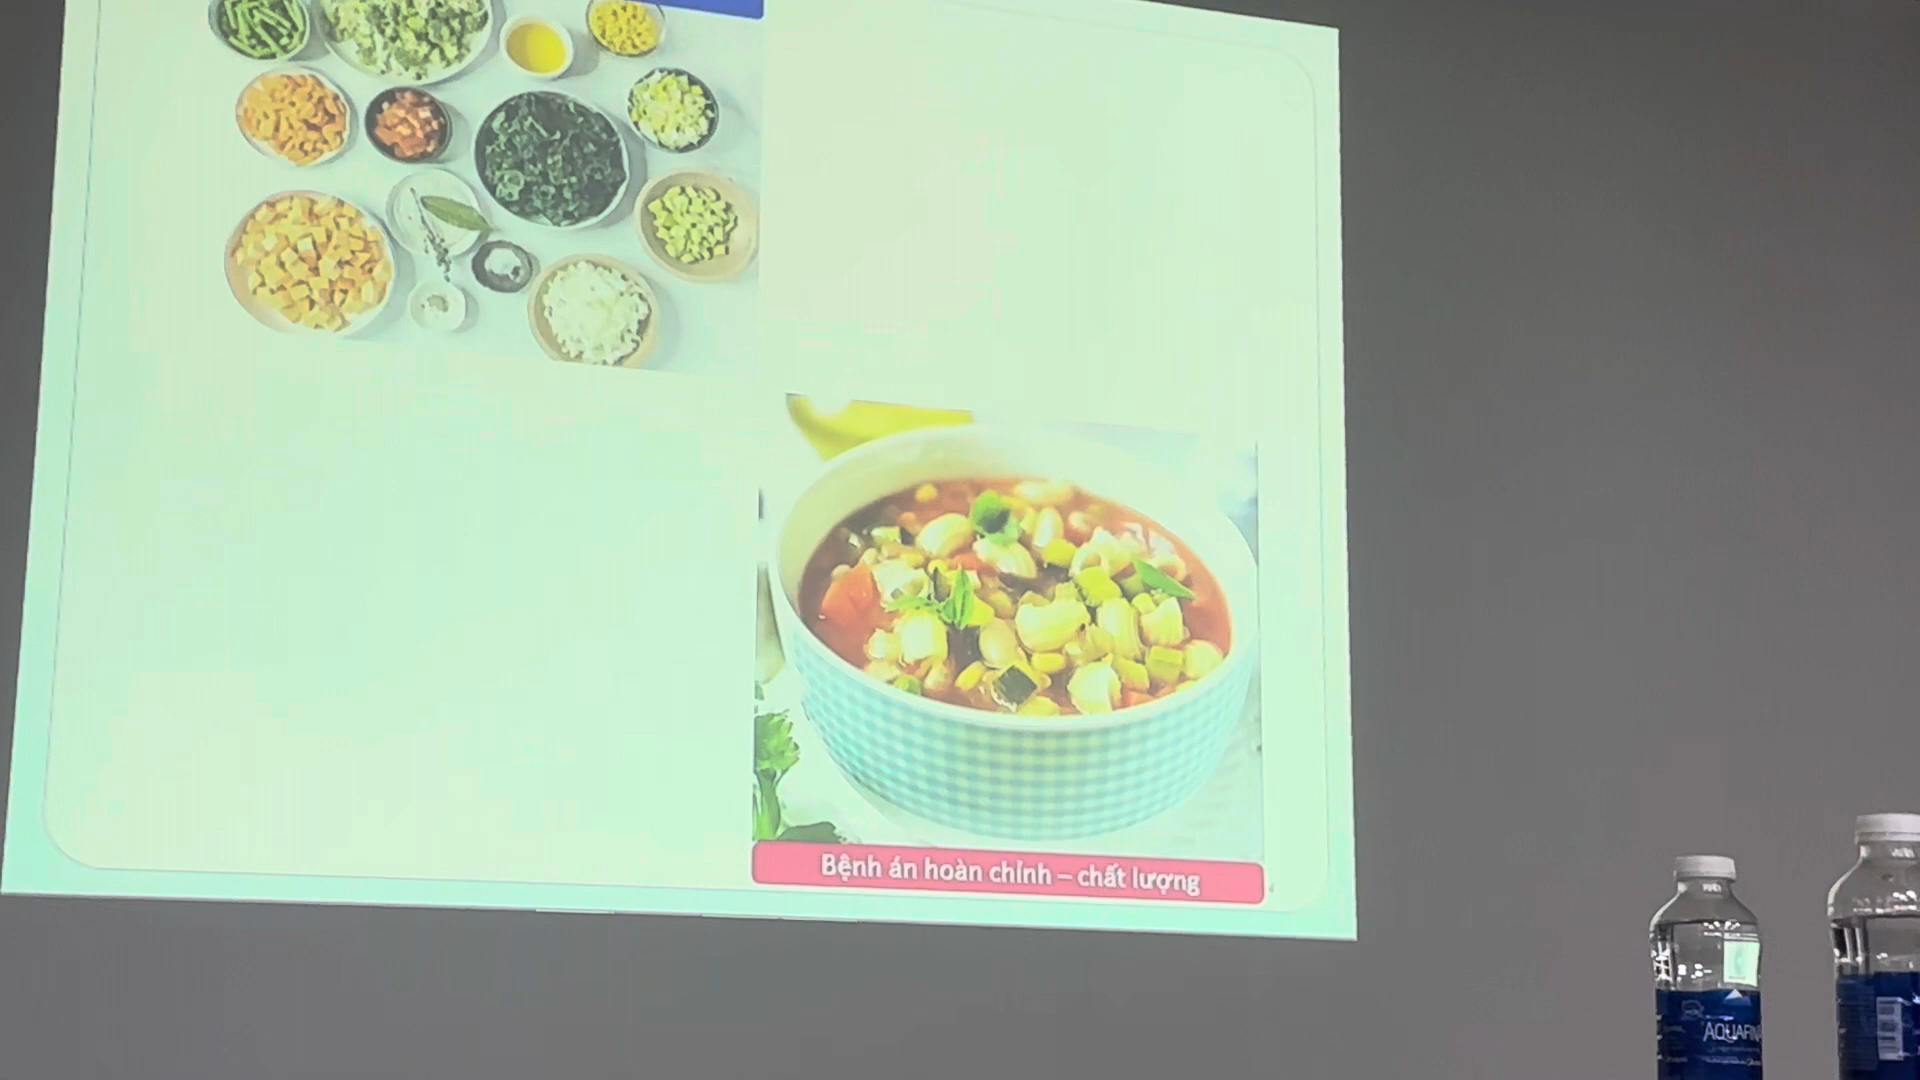 Bệnh án hoàn chỉnh – chất lượng
AQUAFINA